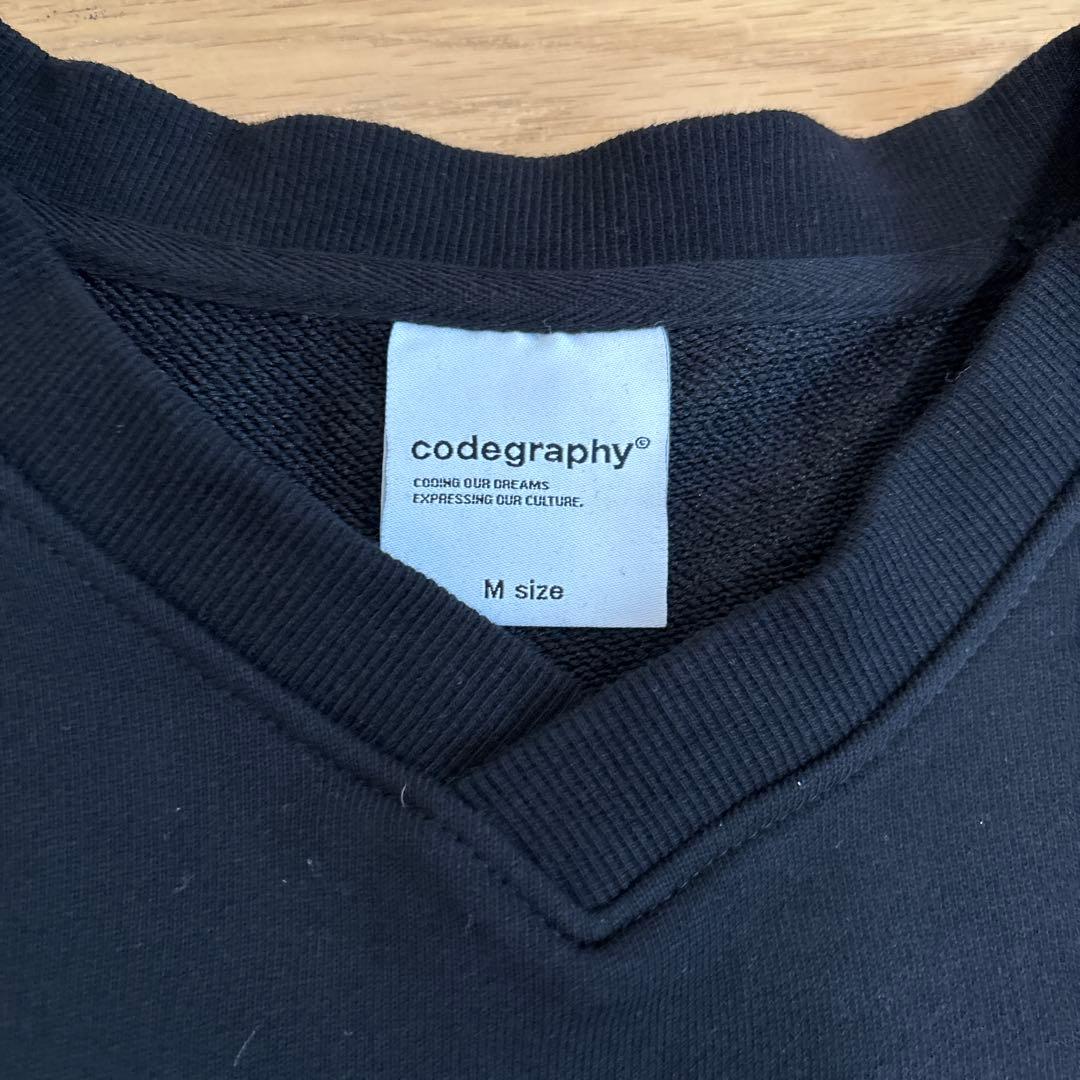 codegraphy©
CODING OUR DREAMS
EXPRESSING OUR CULTURE.
M size